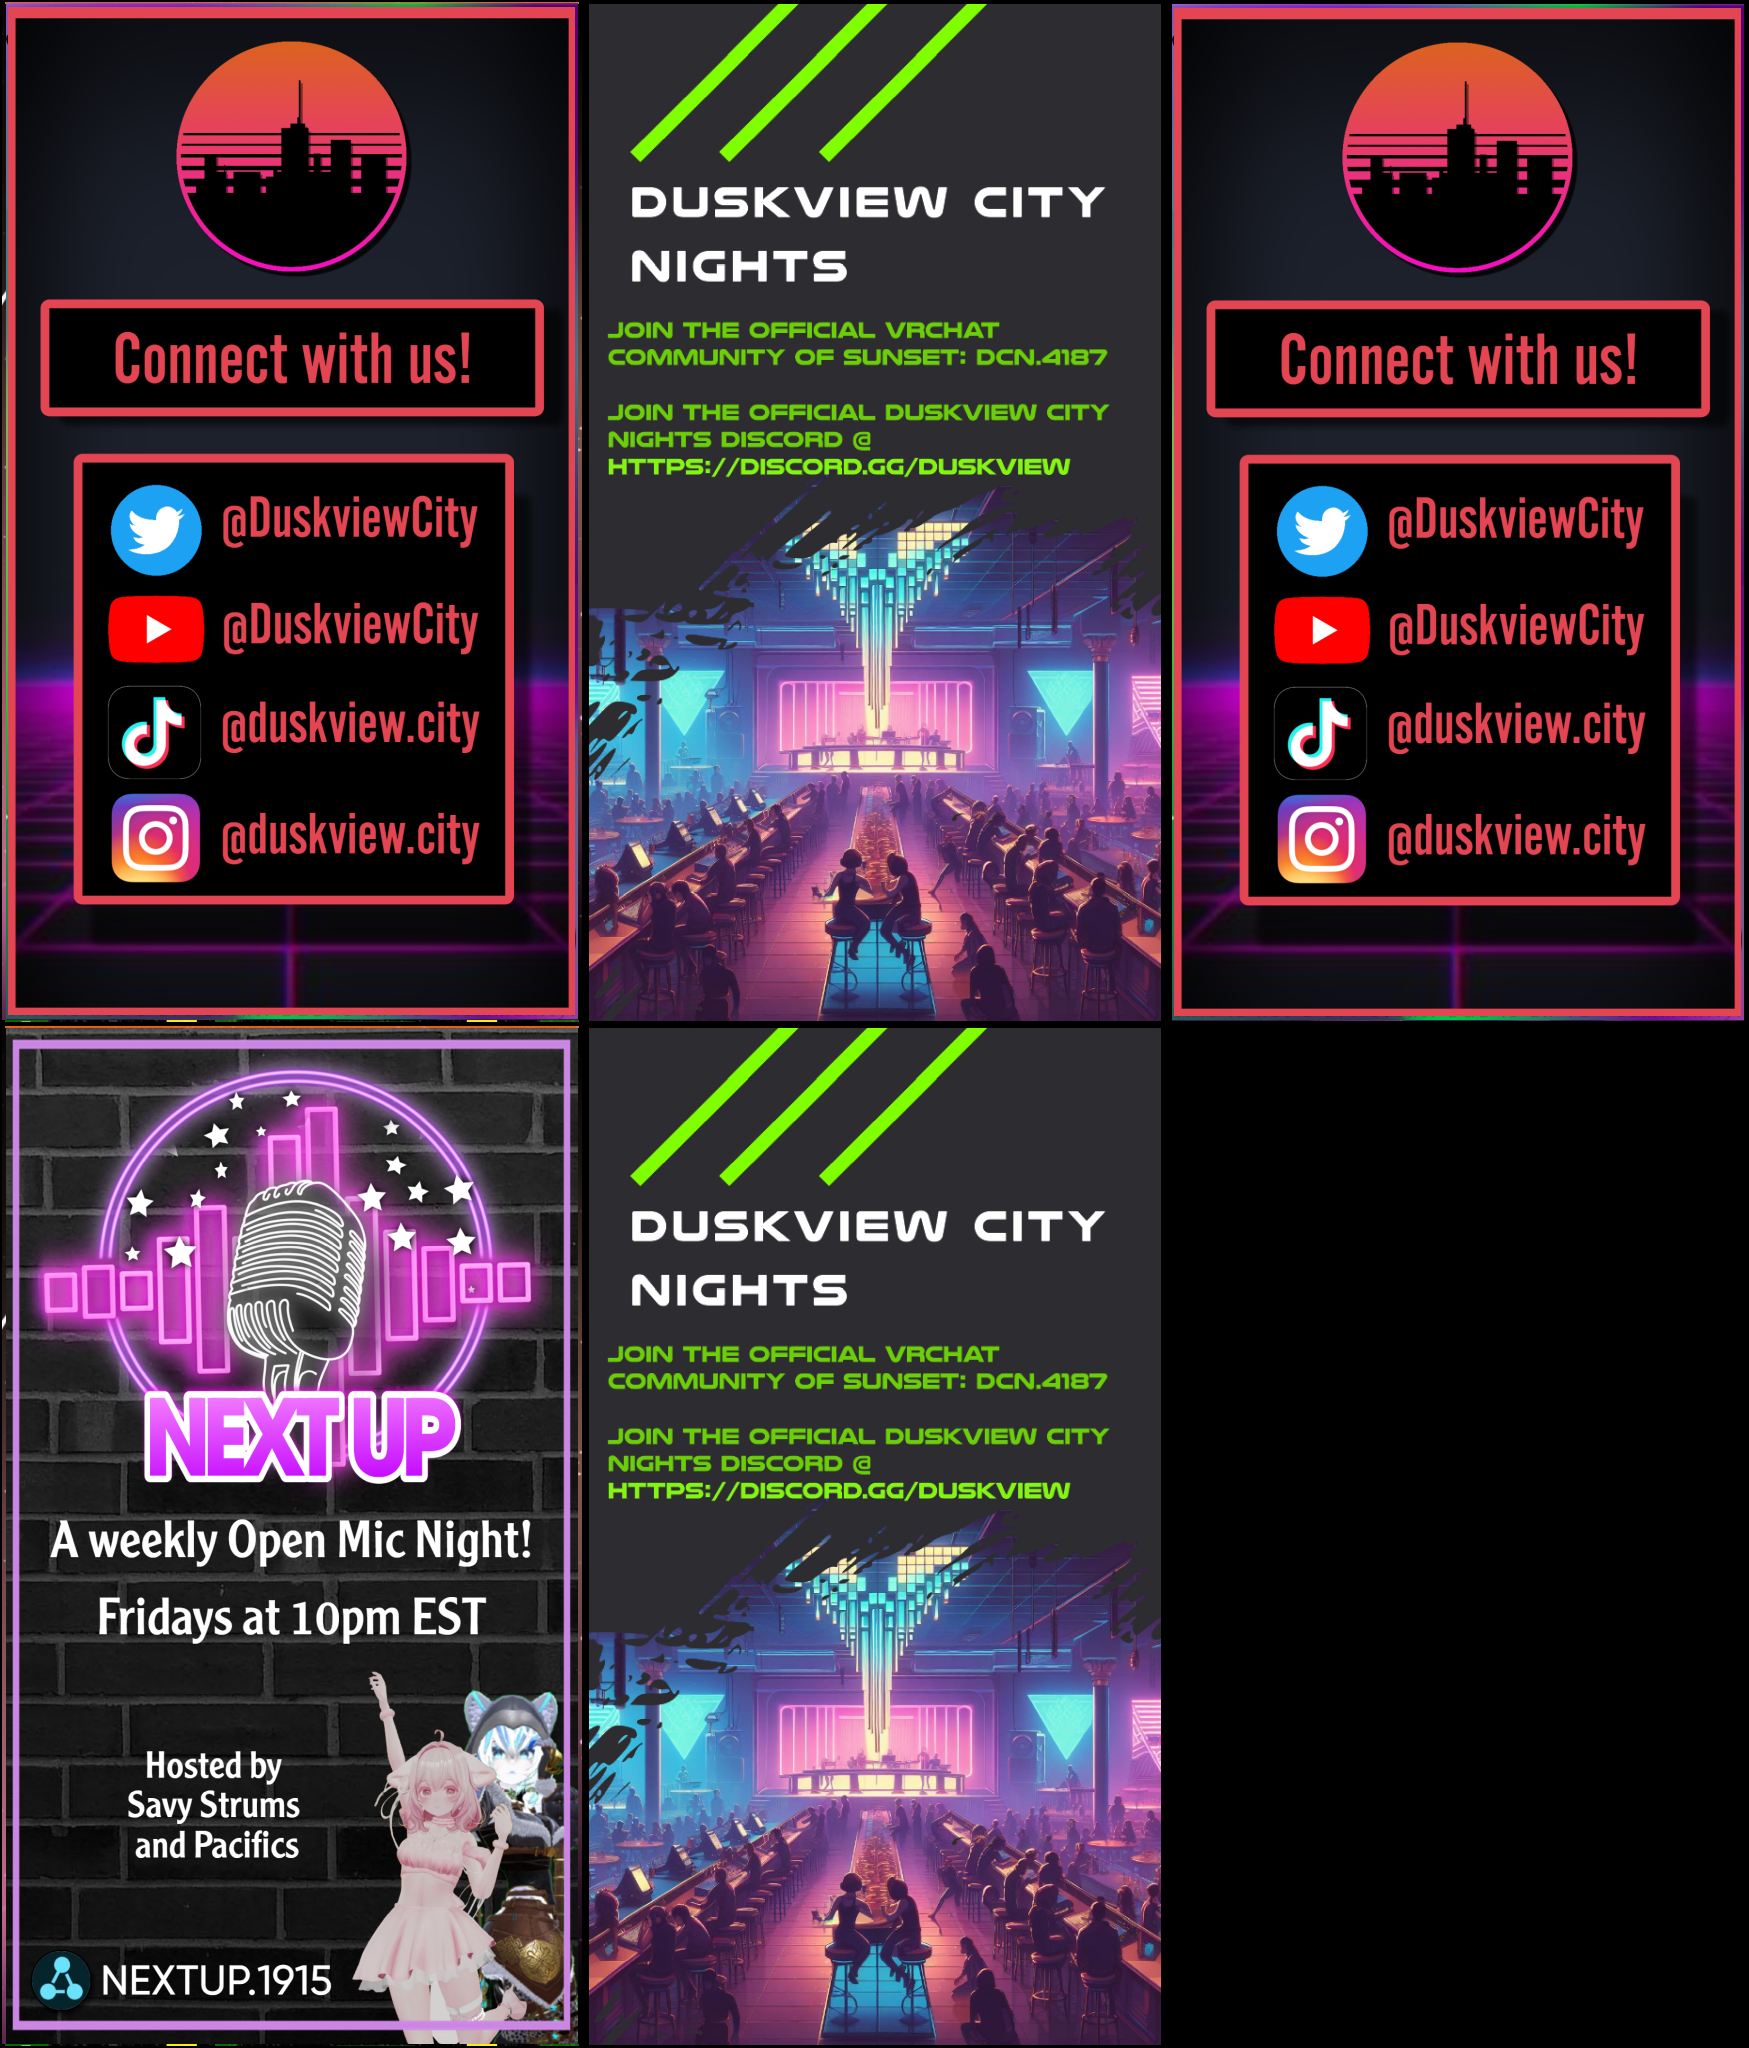 Connect with us!
@DuskviewCity
@DuskviewCity
@duskview.city
@duskview.city
DUSKVIEW CITY
NIGHTS
JOIN THE OFFICIAL VRCHAT
COMMUNITY OF SUNSET: DCN.4187
JOIN THE OFFICIAL DUSKVIEW CITY
NIGHTS DISCORD @
HTTPS://DISCORD.GG/DUSKVIEW
Connect with us!
@DuskviewCity
@DuskviewCity
@duskview.city
@duskview.city
NEXT UP
A weekly Open Mic Night!
Fridays at 10pm EST
Hosted by
Savy Strums
and Pacifics
NEXTUP.1915
DUSKVIEW CITY
NIGHTS
JOIN THE OFFICIAL VRCHAT
COMMUNITY OF SUNSET: DCN.4187
JOIN THE OFFICIAL DUSKVIEW CITY
NIGHTS DISCORD @
HTTPS://DISCORD.GG/DUSKVIEW